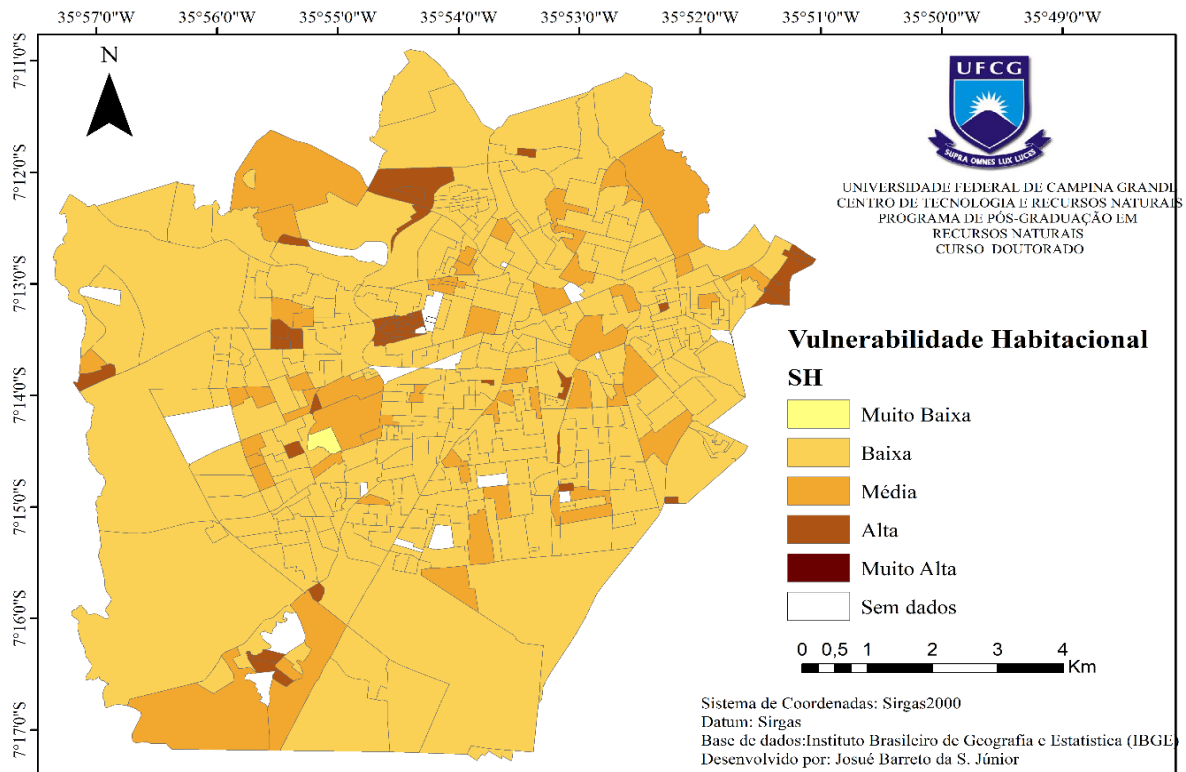 35°57'0"W 35°56'0"W 35°55'0"W 35°54'0"W 35°53'0"W 35°52'0"W 35°51'0"W 35°50'0"W 35°49'0"W
7°11'0"S
7°12'0"S
7°13'0"S
7°14'0"S
7°15'0"S
7°16'0"S
7°17'0"S
N
UFCG
SUPRA OMNES LUX LUCES
UNIVERSIDADE FEDERAL DE CAMPINA GRANDE
CENTRO DE TECNOLOGIA E RECURSOS NATURAIS
PROGRAMA DE PÓS-GRADUAÇÃO EM
RECURSOS NATURAIS
CURSO DOUTORADO
Vulnerabilidade Habitacional
SH
Muito Baixa
Baixa
Média
Alta
Muito Alta
Sem dados
0 0,5 1 2 3 4
Km
Sistema de Coordenadas: Sirgas2000
Datum: Sirgas
Base de dados:Instituto Brasileiro de Geografia e Estatística (IBGE)
Desenvolvido por: Josué Barreto da S. Júnior